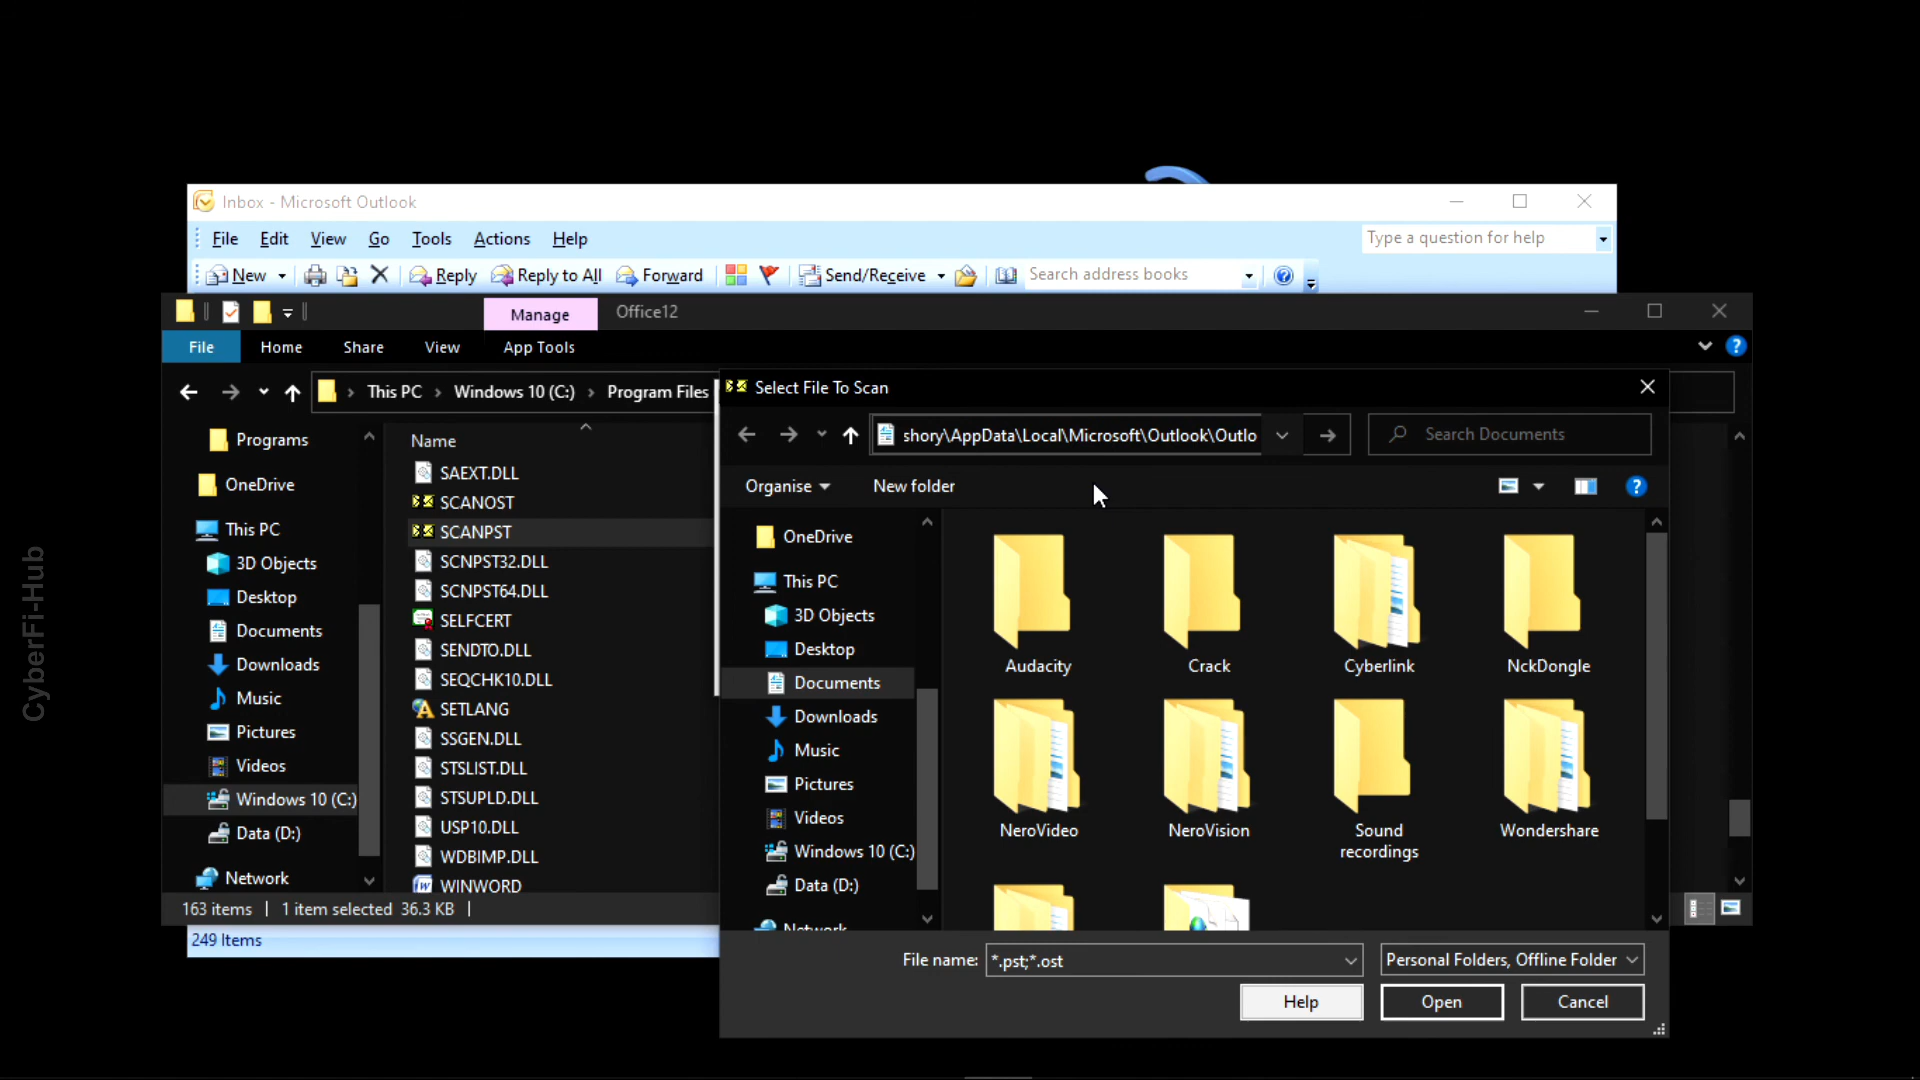 Inbox - Microsoft Outlook
File Edit View Go Tools Actions Help
Type a question for help
New Reply Reply to All Forward Send/Receive Search address books
Manage Office12
File Home Share View App Tools
This PC Windows 10 (C:) Program Files
Programs
OneDrive
This PC
3D Objects
Desktop
Documents
Downloads
Music
Pictures
Videos
Windows 10 (C:)
Data (D:)
Network
Name
SAEXT.DLL
SCANOST
SCANPST
SCNPST32.DLL
SCNPST64.DLL
SELFCERT
SENDTO.DLL
SEQCHK10.DLL
SETLANG
SSGEN.DLL
STSLIST.DLL
STSUPLD.DLL
USP10.DLL
WDBIMP.DLL
WINWORD
163 items 1 item selected 36.3 KB
249 Items
Select File To Scan
shory\AppData\Local\Microsoft\Outlook\Outlo
Search Documents
Organise New folder
OneDrive
This PC
3D Objects
Desktop
Documents
Downloads
Music
Pictures
Videos
Windows 10 (C:)
Data (D:)
Network
Audacity Crack Cyberlink NckDongle
NeroVideo NeroVision Sound recordings Wondershare
File name: *.pst;*.ost Personal Folders, Offline Folder
Help Open Cancel
CyberFi-Hub